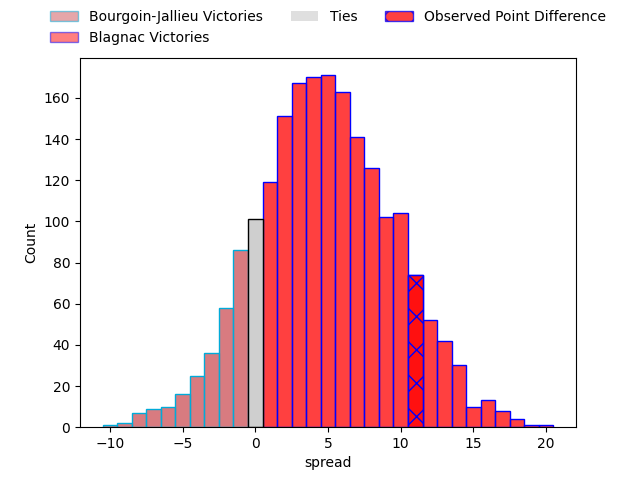 Bourgoin-Jallieu Victories
Blagnac Victories
Ties
Observed Point Difference
160
140
120
100
80
60
40
20
0
Count
−10
−5
0
5
10
15
20
spread